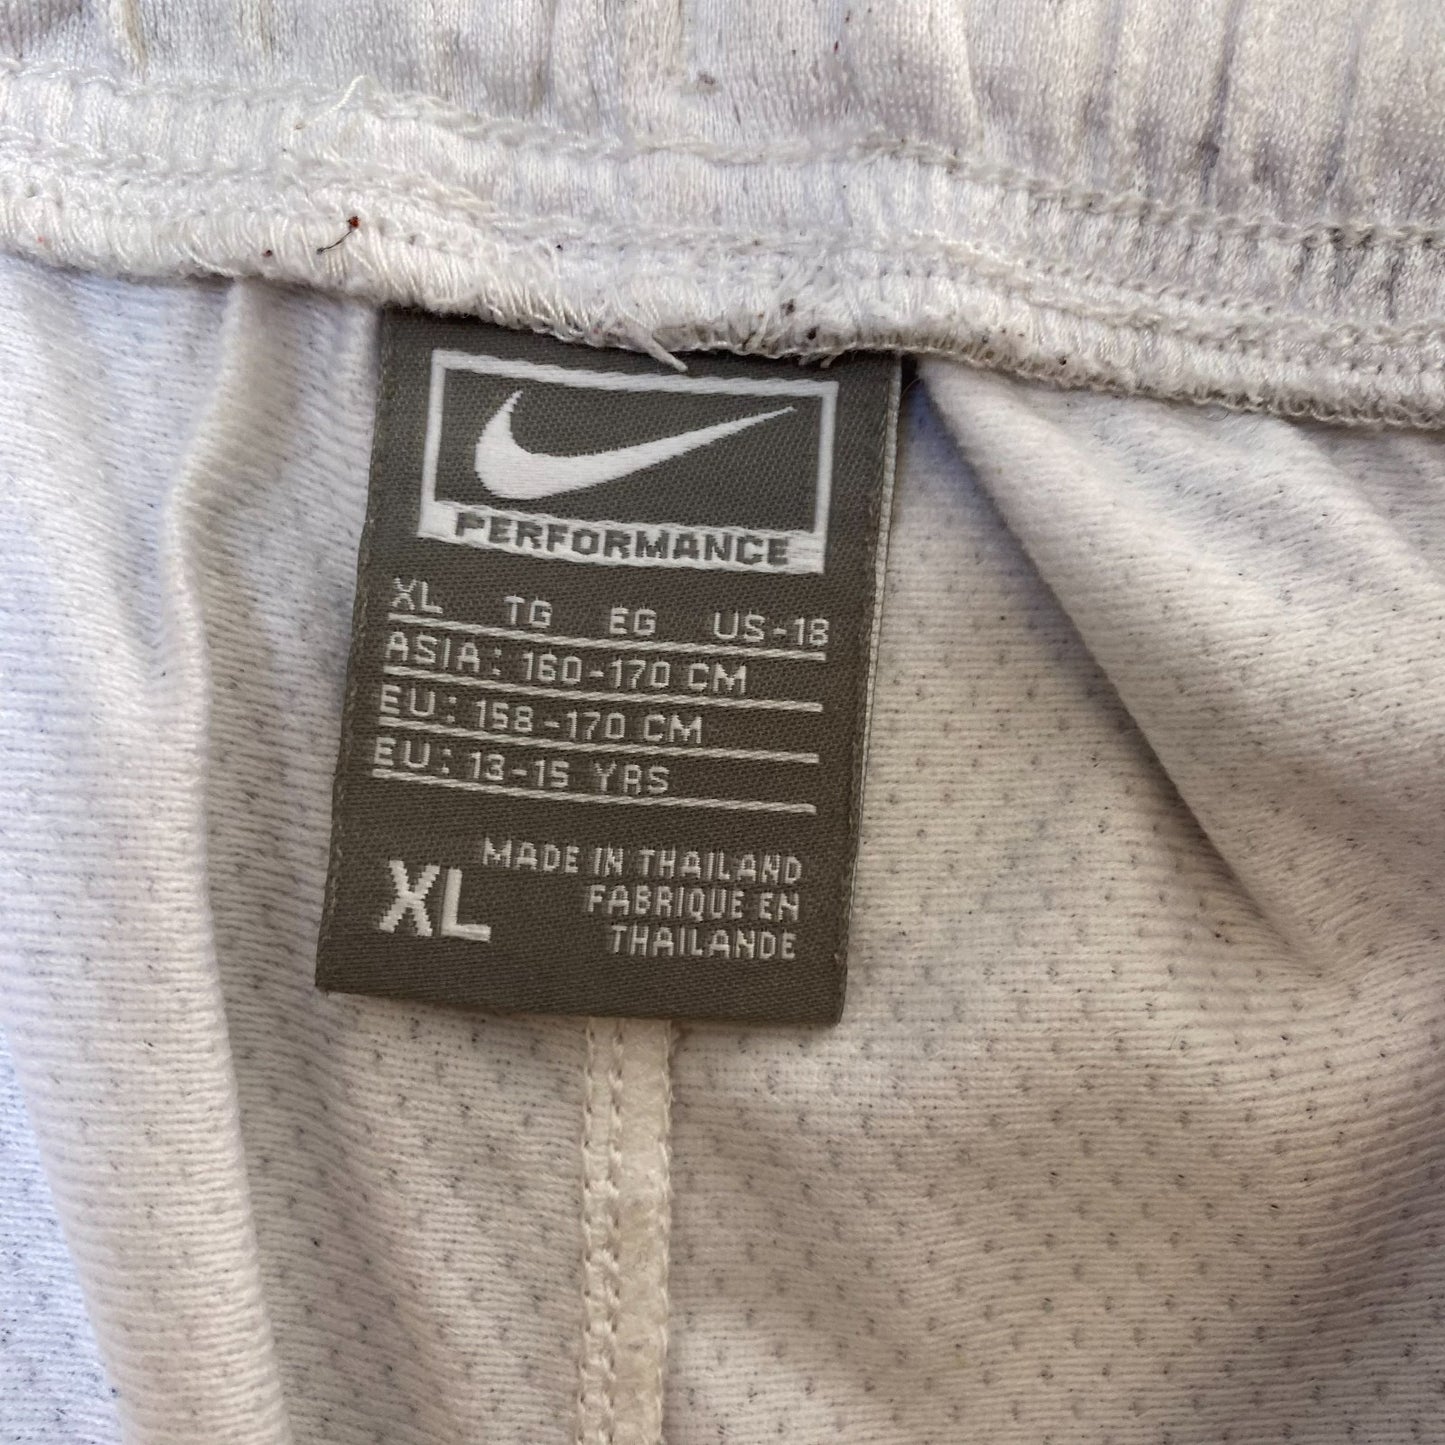 PERFORMANCE
XL TG EG US-18
ASIA: 160-170 CM
EU: 158-170 CM
EU: 13-15 YRS
XL
MADE IN THAILAND
FABRIQUE EN
THAILANDE